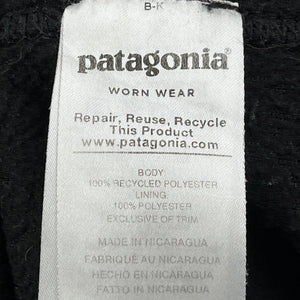 B-K
patagonia®
WORN WEAR
Repair, Reuse, Recycle
This Product
www.patagonia.com
BODY:
100% RECYCLED POLYESTER
LINING:
100% POLYESTER
EXCLUSIVE OF TRIM
MADE IN NICARAGUA
FABRIQUÉ AU NICARAGUA
HECHO EN NICARAGUA
FATTO IN NICARAGUA